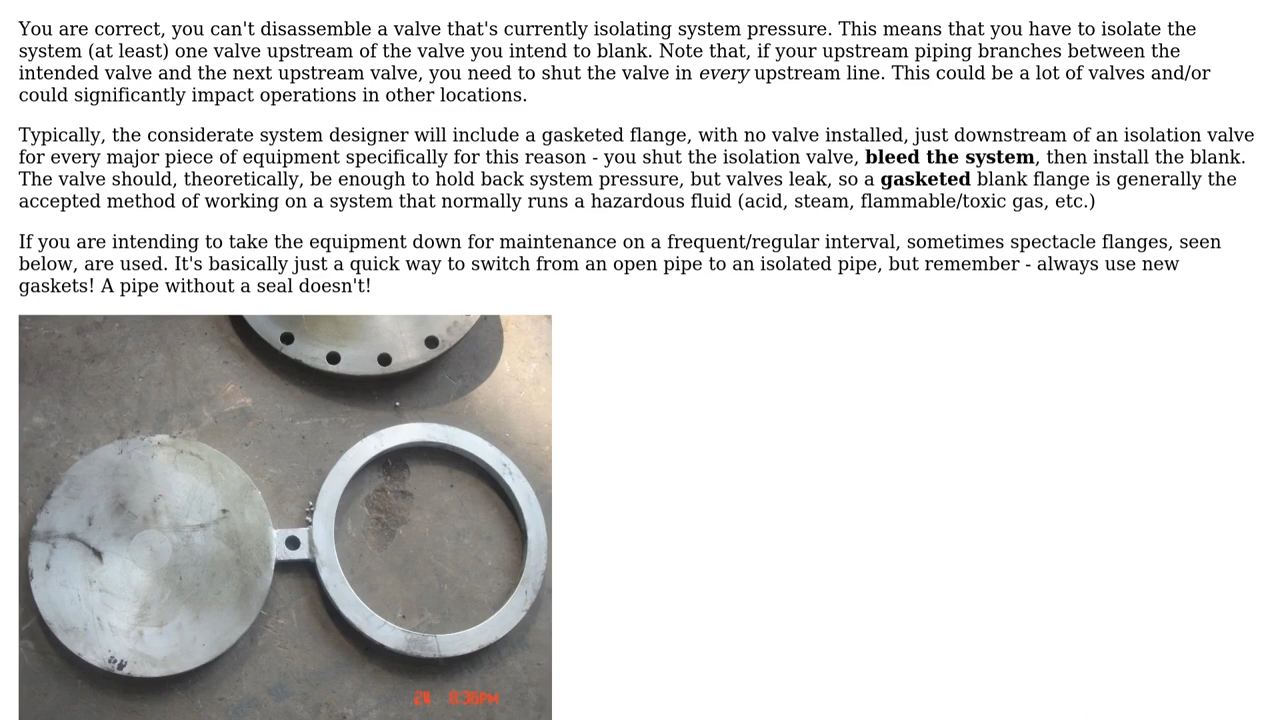 You are correct, you can't disassemble a valve that's currently isolating system pressure. This means that you have to isolate the
system (at least) one valve upstream of the valve you intend to blank. Note that, if your upstream piping branches between the
intended valve and the next upstream valve, you need to shut the valve in every upstream line. This could be a lot of valves and/or
could significantly impact operations in other locations.
Typically, the considerate system designer will include a gasketed flange, with no valve installed, just downstream of an isolation valve
for every major piece of equipment specifically for this reason - you shut the isolation valve, bleed the system, then install the blank.
The valve should, theoretically, be enough to hold back system pressure, but valves leak, so a gasketed blank flange is generally the
accepted method of working on a system that normally runs a hazardous fluid (acid, steam, flammable/toxic gas, etc.)
If you are intending to take the equipment down for maintenance on a frequent/regular interval, sometimes spectacle flanges, seen
below, are used. It's basically just a quick way to switch from an open pipe to an isolated pipe, but remember - always use new
gaskets! A pipe without a seal doesn't!
8:36PM